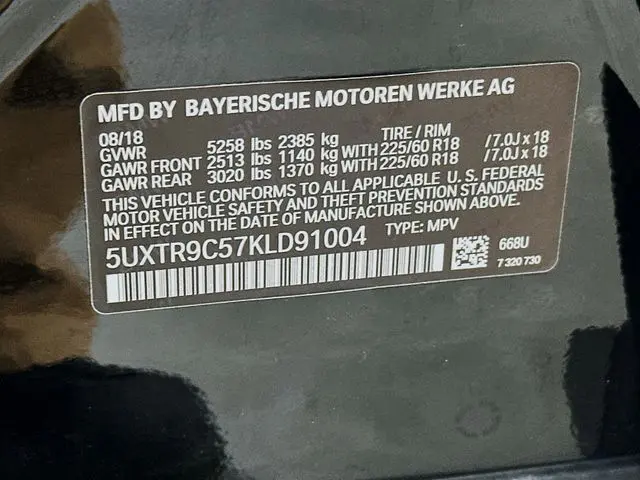 MFD BY BAYERISCHE MOTOREN WERKE AG
08/18 TIRE / RIM
GVWR 5258 lbs 2385 kg
GAWR FRONT 2513 lbs 1140 kg WITH 225/60 R18 /7.0J x 18
GAWR REAR 3020 lbs 1370 kg WITH 225/60 R18 /7.0J x 18
THIS VEHICLE CONFORMS TO ALL APPLICABLE U. S. FEDERAL
MOTOR VEHICLE SAFETY AND THEFT PREVENTION STANDARDS
IN EFFECT ON THE DATE OF MANUFACTURE SHOWN ABOVE.
5UXTR9C57KLD91004 TYPE: MPV
668U
7 320 730